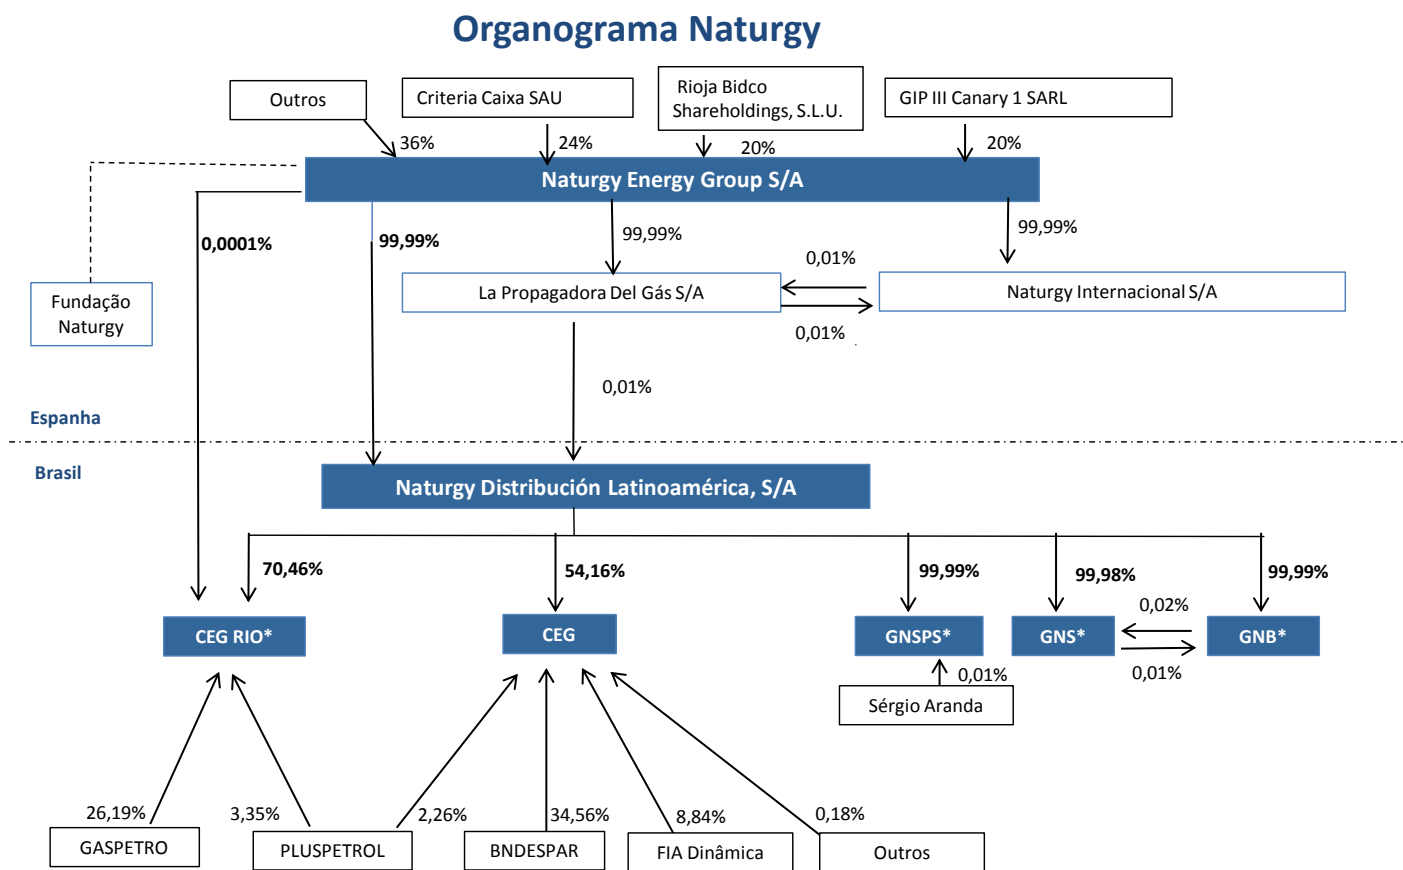 Organograma Naturgy
Outros
Criteria Caixa SAU
Rioja Bidco
Shareholdings, S.L.U.
GIP III Canary 1 SARL
36%
24%
20%
20%
Naturgy Energy Group S/A
0,0001%
99,99%
99,99%
99,99%
0,01%
Fundação
Naturgy
La Propagadora Del Gás S/A
Naturgy Internacional S/A
0,01%
0,01%
Espanha
Brasil
Naturgy Distribución Latinoamérica, S/A
70,46%
54,16%
99,99%
99,98%
99,99%
0,02%
CEG RIO*
CEG
GNSPS*
GNS*
GNB*
0,01%
0,01%
Sérgio Aranda
26,19%
3,35%
2,26%
34,56%
8,84%
0,18%
GASPETRO
PLUSPETROL
BNDESPAR
FIA Dinâmica
Outros